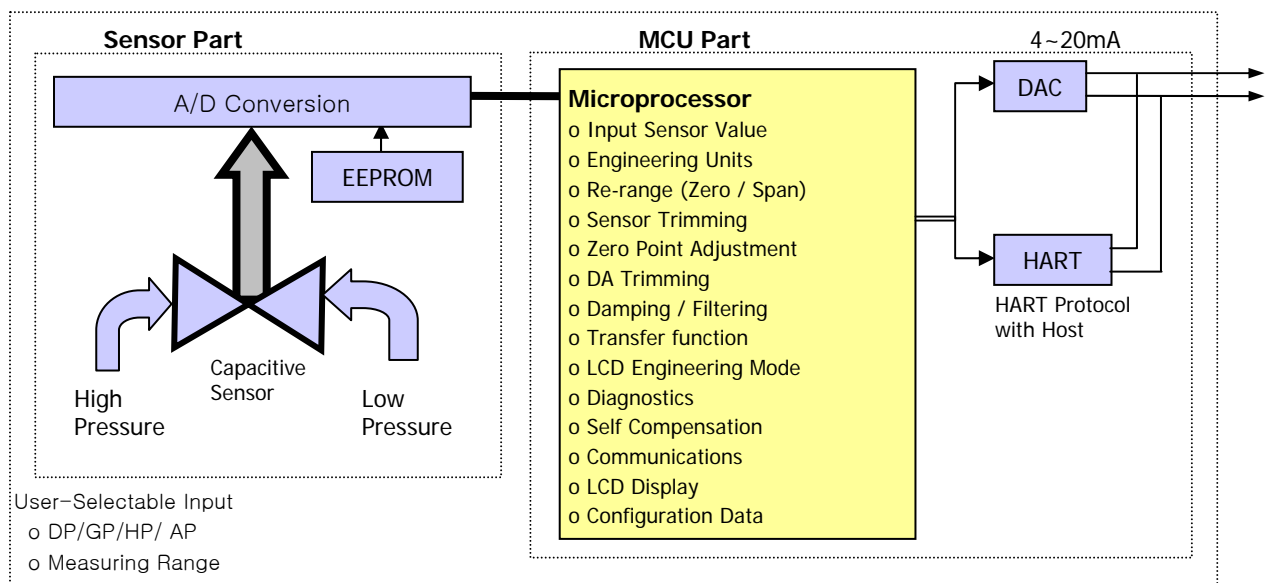 Sensor Part
MCU Part
4~20mA
A/D Conversion
EEPROM
Capacitive
Sensor
High
Pressure
Low
Pressure
Microprocessor
o Input Sensor Value
o Engineering Units
o Re-range (Zero / Span)
o Sensor Trimming
o Zero Point Adjustment
o DA Trimming
o Damping / Filtering
o Transfer function
o LCD Engineering Mode
o Diagnostics
o Self Compensation
o Communications
o LCD Display
o Configuration Data
DAC
HART
HART Protocol
with Host
User-Selectable Input
o DP/GP/HP/ AP
o Measuring Range